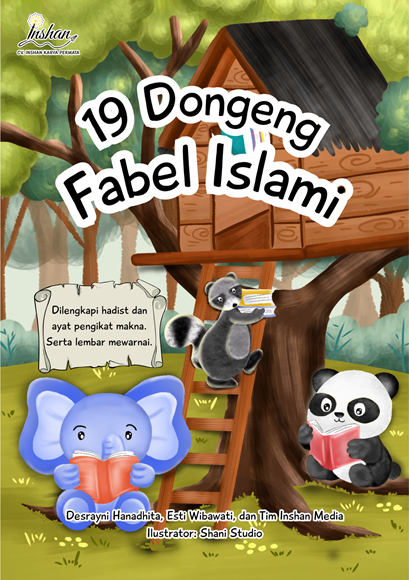 Inshan
CV. INSHAN KARYA PERMATA
19 Dongeng
Fabel Islami
Dilengkapi hadist dan
ayat pengikat makna.
Serta lembar mewarnai.
Desrayni Hanadhita, Esti Wibawati, dan Tim Inshan Media
Ilustrator: Shani Studio